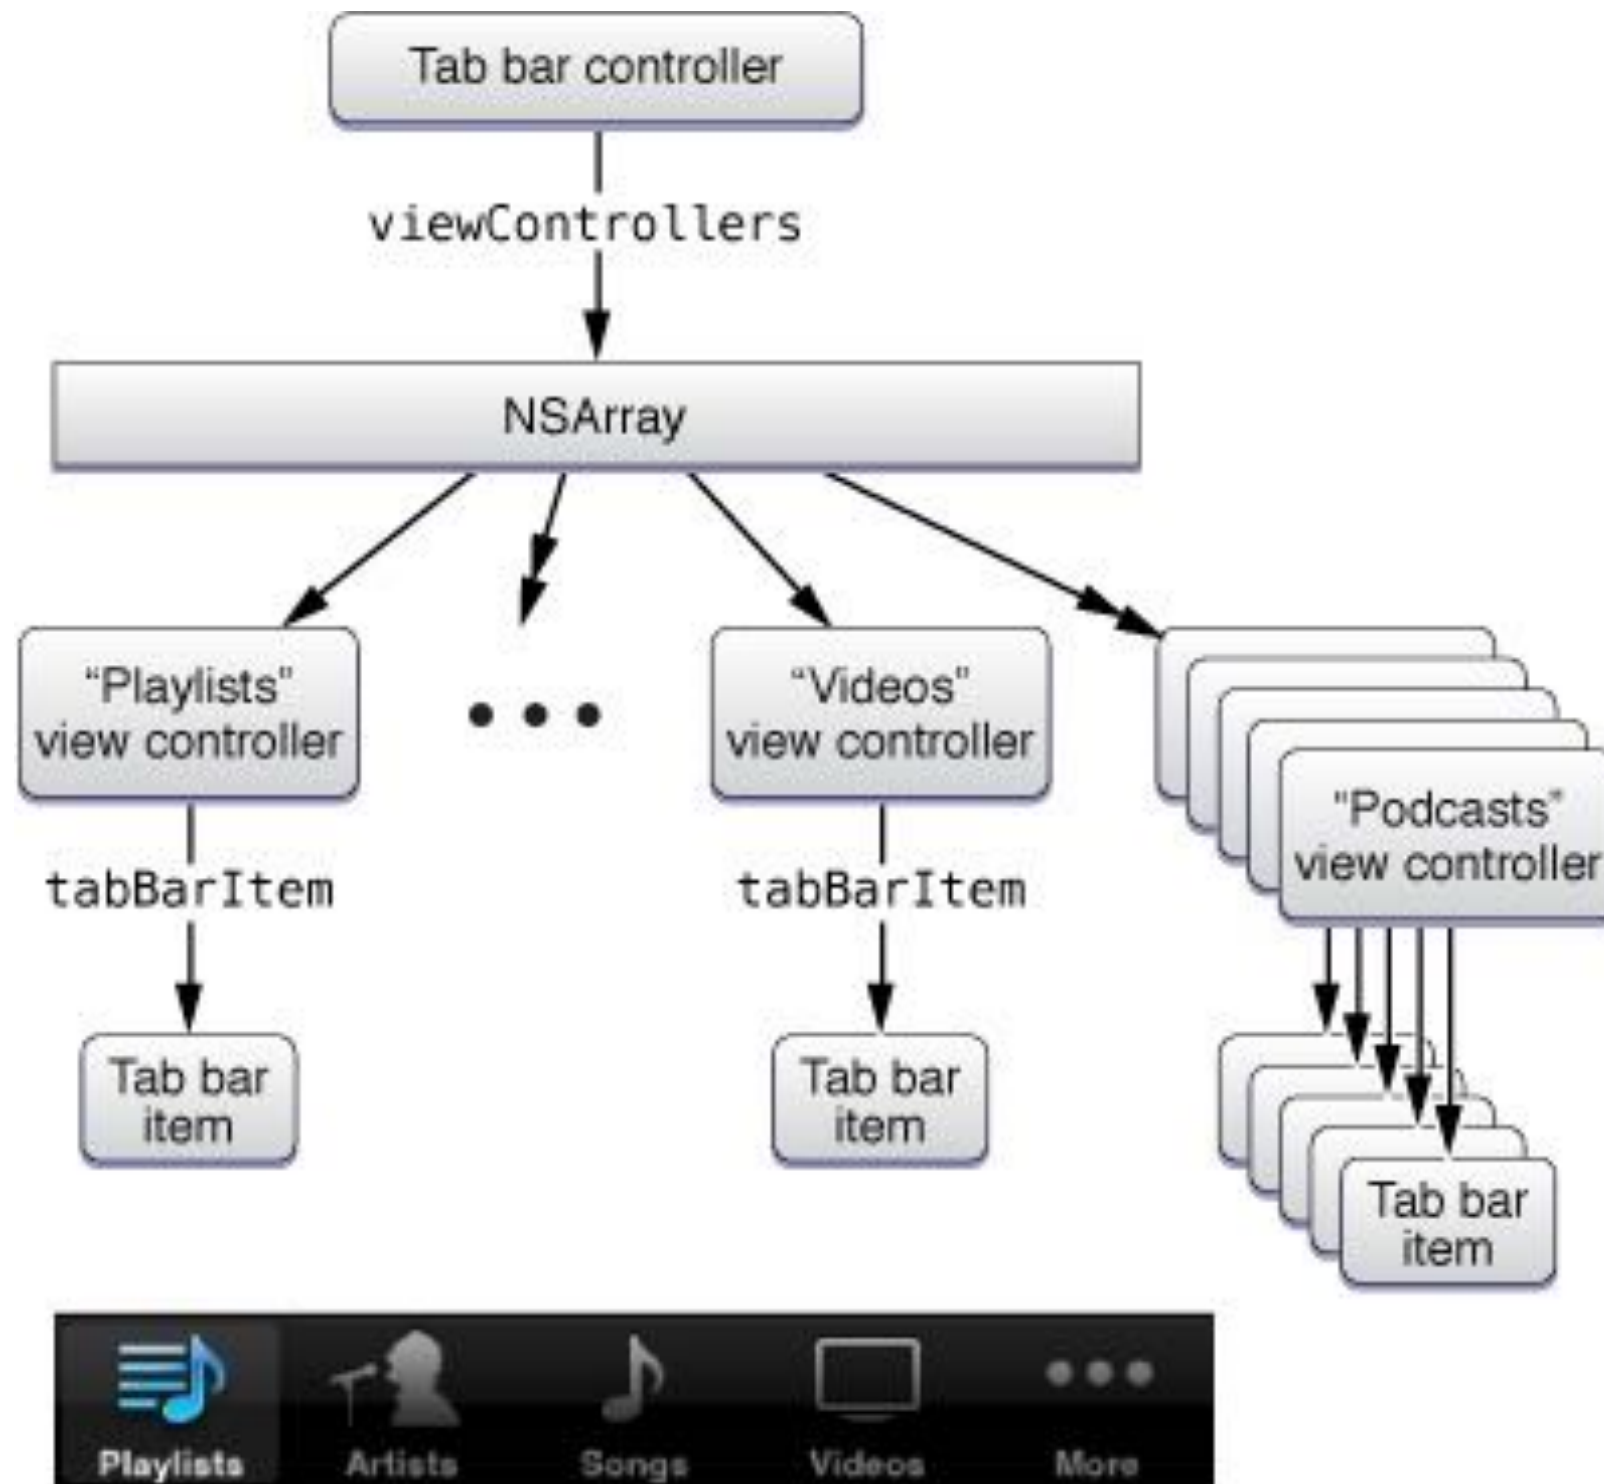 Tab bar controller
viewControllers
NSArray
“Playlists”
view controller
“Videos”
view controller
“Podcasts”
view controller
tabBarItem
tabBarItem
Tab bar
item
Tab bar
item
Tab bar
item
Playlists
Artists
Songs
Videos
More